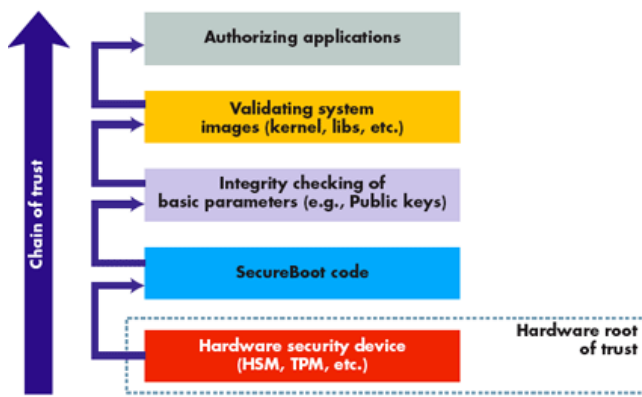 Chain of trust
Authorizing applications
Validating system
images (kernel, libs, etc.)
Integrity checking of
basic parameters (e.g., Public keys)
SecureBoot code
Hardware security device
(HSM, TPM, etc.)
Hardware root
of trust